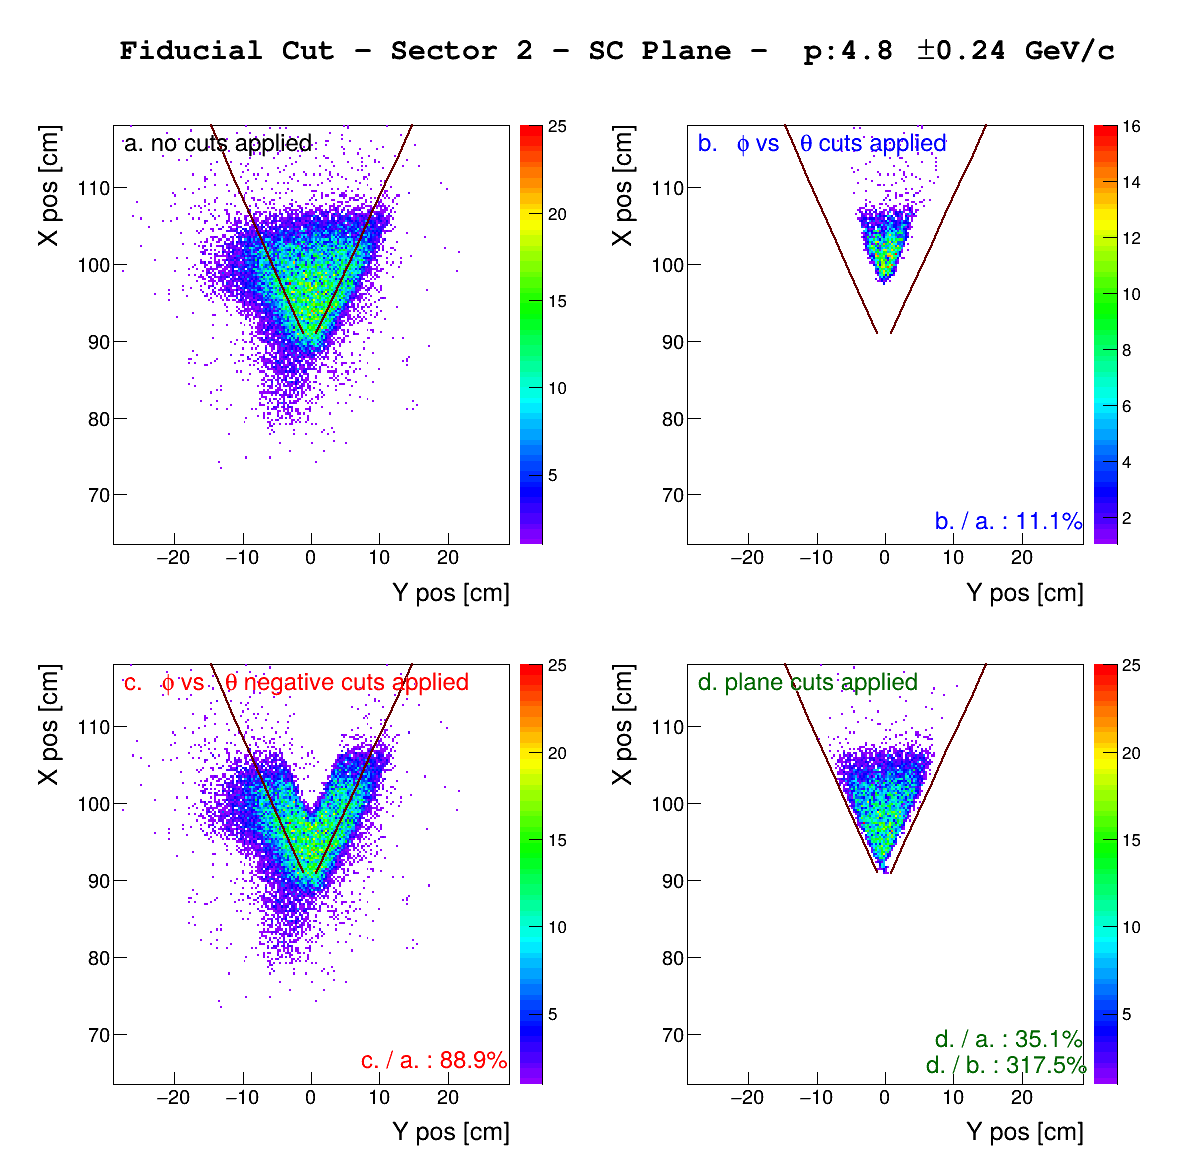 Fiducial Cut − Sector 2 − SC Plane − p:4.8 ±0.24 GeV/c
X pos [cm]
a. no cuts applied
110
100
90
80
70
−20 −10 0 10 20
Y pos [cm]
25
20
15
10
5
X pos [cm]
b. ϕ vs θ cuts applied
110
100
90
80
70
b. / a. : 11.1%
−20 −10 0 10 20
Y pos [cm]
16
14
12
10
8
6
4
2
X pos [cm]
c. ϕ vs θ negative cuts applied
110
100
90
80
70
c. / a. : 88.9%
−20 −10 0 10 20
Y pos [cm]
25
20
15
10
5
X pos [cm]
d. plane cuts applied
110
100
90
80
70
d. / a. : 35.1%
d. / b. : 317.5%
−20 −10 0 10 20
Y pos [cm]
25
20
15
10
5